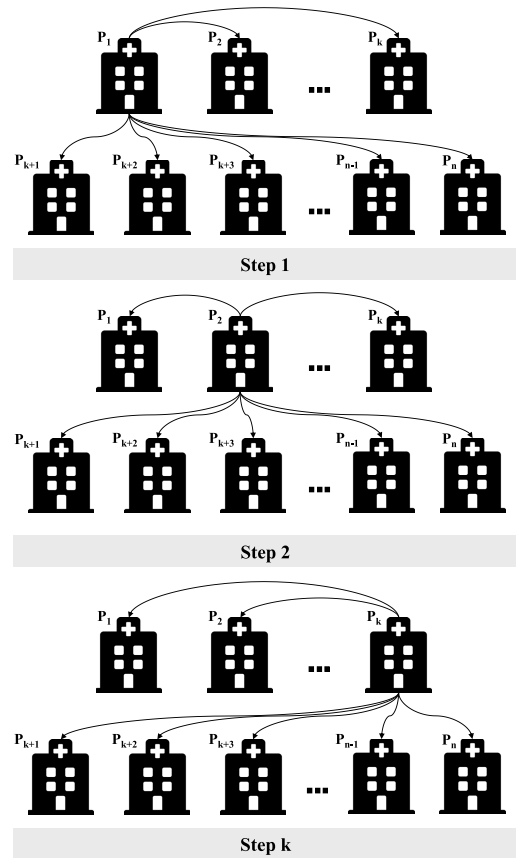 P1 P2 Pk
...
Pk+1 Pk+2 Pk+3 Pn-1 Pn
...
Step 1
P1 P2 Pk
...
Pk+1 Pk+2 Pk+3 Pn-1 Pn
...
Step 2
P1 P2 Pk
...
Pk+1 Pk+2 Pk+3 Pn-1 Pn
...
Step k